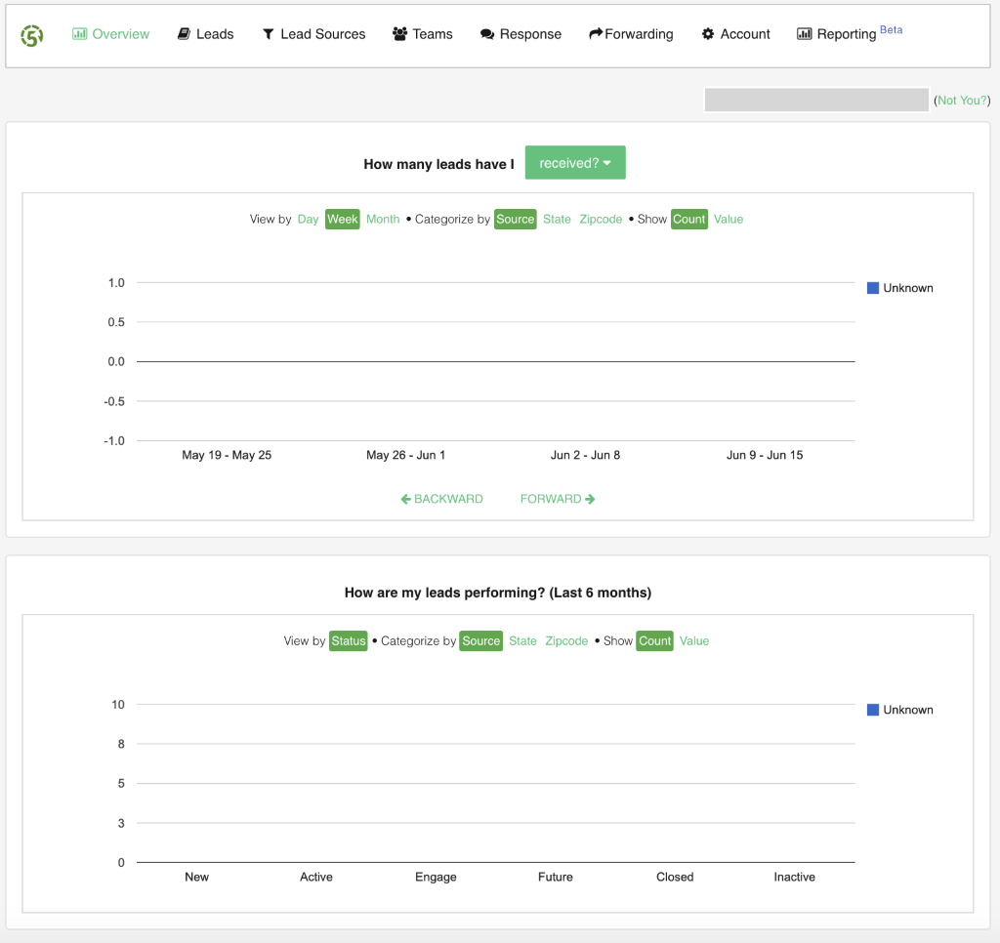 5 Overview Leads Lead Sources Teams Response Forwarding Account Reporting Beta
(Not You?)
How many leads have I received?
View by Day Week Month • Categorize by Source State Zipcode • Show Count Value
1.0
Unknown
0.5
0.0
-0.5
-1.0
May 19 - May 25 May 26 - Jun 1 Jun 2 - Jun 8 Jun 9 - Jun 15
BACKWARD FORWARD
How are my leads performing? (Last 6 months)
View by Status • Categorize by Source State Zipcode • Show Count Value
10
Unknown
8
5
3
0
New Active Engage Future Closed Inactive